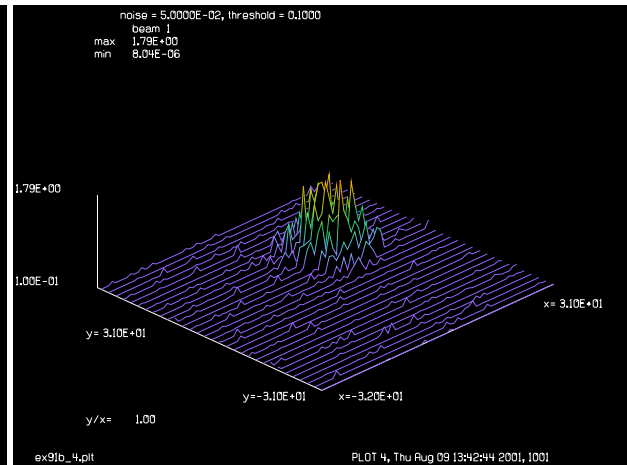 noise = 5.0000E-02, threshold = 0.1000
beam 1
max 1.79E+00
min 8.04E-06
1.79E+00
1.00E-01
x= 3.10E+01
y= 3.10E+01
y=-3.10E+01 x=-3.20E+01
y/x= 1.00
ex91b_4.plt PLOT 4, Thu Aug 09 13:42:44 2001, 1001